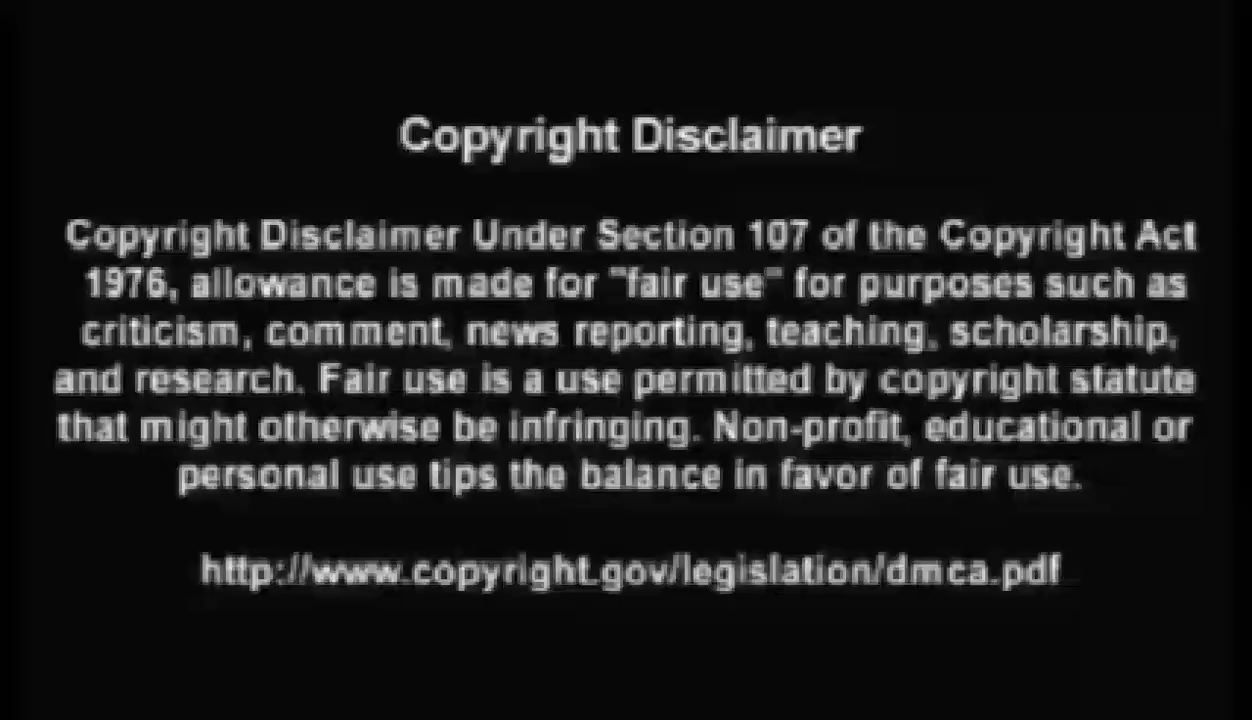 Copyright Disclaimer
Copyright Disclaimer Under Section 107 of the Copyright Act
1976, allowance is made for "fair use" for purposes such as
criticism, comment, news reporting, teaching, scholarship,
and research. Fair use is a use permitted by copyright statute
that might otherwise be infringing. Non-profit, educational or
personal use tips the balance in favor of fair use.
http://www.copyright.gov/legislation/dmca.pdf